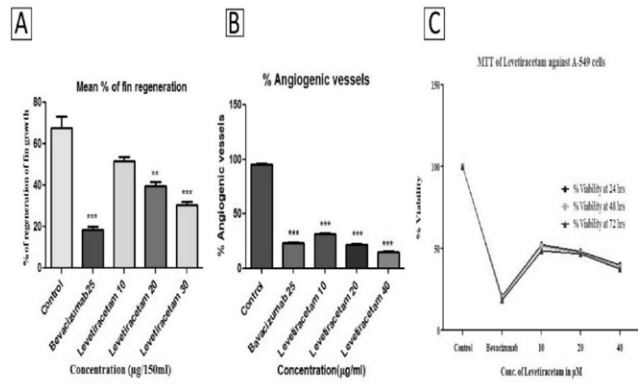 A
Mean % of fin regeneration
% of regeneration of fin growth
80
60
40
20
0
***
**
***
Control
Bevacizumab25
Levetiracetam 10
Levetiracetam 20
Levetiracetam 30
Concentration (µg/150ml)
B
% Angiogenic vessels
% Angiogenic vessels
150
100
50
0
***
***
***
***
Control
Bavacizumab 25
Levetiracetam 10
Levetiracetam 20
Levetiracetam 40
Concentration(µg/ml)
C
MTT of Levetiracetam against A-549 cells
% Viability
150
100
50
0
% Viability at 24 hrs
% Viability at 48 hrs
% Viability at 72 hrs
Control
Bevacizumab
10
20
40
Conc. of Levetiracetam in µM